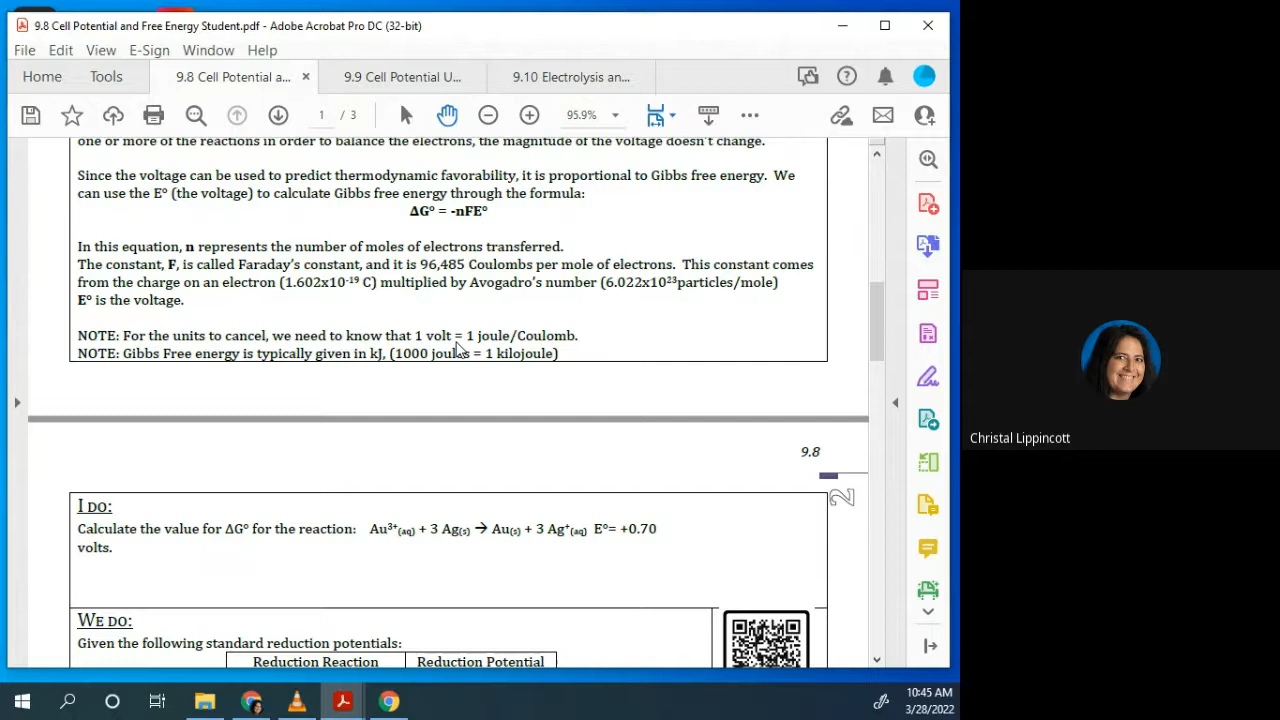 9.8 Cell Potential and Free Energy Student.pdf - Adobe Acrobat Pro DC (32-bit)
File Edit View E-Sign Window Help
Home Tools 9.8 Cell Potential a... × 9.9 Cell Potential U... 9.10 Electrolysis an...
1 / 3 95.9%
one or more of the reactions in order to balance the electrons, the magnitude of the voltage doesn't change.
Since the voltage can be used to predict thermodynamic favorability, it is proportional to Gibbs free energy. We
can use the E° (the voltage) to calculate Gibbs free energy through the formula:
ΔG° = -nFE°
In this equation, n represents the number of moles of electrons transferred.
The constant, F, is called Faraday's constant, and it is 96,485 Coulombs per mole of electrons. This constant comes
from the charge on an electron (1.602x10⁻¹⁹ C) multiplied by Avogadro's number (6.022x10²³particles/mole)
E° is the voltage.
NOTE: For the units to cancel, we need to know that 1 volt = 1 joule/Coulomb.
NOTE: Gibbs Free energy is typically given in kJ, (1000 joules = 1 kilojoule)
9.8
2
I DO:
Calculate the value for ΔG° for the reaction: Au³⁺(aq) + 3 Ag(s) → Au(s) + 3 Ag⁺(aq) E°= +0.70
volts.
WE DO:
Given the following standard reduction potentials:
Reduction Reaction Reduction Potential
Christal Lippincott
10:45 AM
3/28/2022